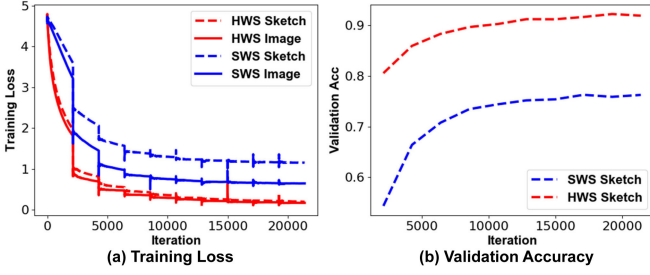 HWS Sketch
HWS Image
SWS Sketch
SWS Image
Training Loss
5
4
3
2
1
0
0 5000 10000 15000 20000
Iteration
(a) Training Loss
Validation Acc
0.9
0.8
0.7
0.6
SWS Sketch
HWS Sketch
5000 10000 15000 20000
Iteration
(b) Validation Accuracy